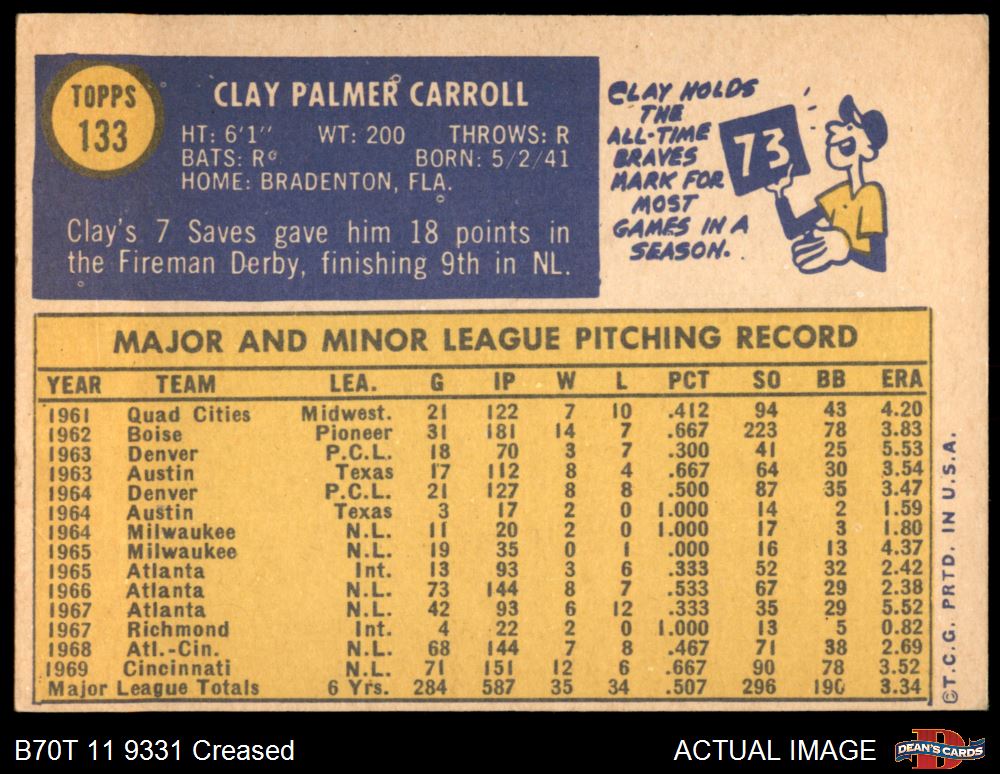 TOPPS
133
CLAY PALMER CARROLL
HT: 6'1" WT: 200 THROWS: R
BATS: R BORN: 5/2/41
HOME: BRADENTON, FLA.
Clay's 7 Saves gave him 18 points in
the Fireman Derby, finishing 9th in NL.
CLAY HOLDS
THE
ALL-TIME
BRAVES
MARK FOR
MOST
GAMES IN A
SEASON.
73
MAJOR AND MINOR LEAGUE PITCHING RECORD
YEAR TEAM LEA. G IP W L PCT SO BB ERA
1961 Quad Cities Midwest. 21 122 7 10 .412 94 43 4.20
1962 Boise Pioneer 31 181 14 7 .667 223 78 3.83
1963 Denver P.C.L. 18 70 3 7 .300 41 25 5.53
1963 Austin Texas 17 112 8 4 .667 64 30 3.54
1964 Denver P.C.L. 21 127 8 8 .500 87 35 3.47
1964 Austin Texas 3 17 2 0 1.000 14 2 1.59
1964 Milwaukee N.L. 11 20 2 0 1.000 17 3 1.80
1965 Milwaukee N.L. 19 35 0 1 .000 16 13 4.37
1965 Atlanta Int. 13 93 3 6 .333 52 32 2.42
1966 Atlanta N.L. 73 144 8 7 .533 67 29 2.38
1967 Atlanta N.L. 42 93 6 12 .333 35 29 5.52
1967 Richmond Int. 4 22 2 0 1.000 13 5 0.82
1968 Atl.-Cin. N.L. 68 144 7 8 .467 71 38 2.69
1969 Cincinnati N.L. 71 151 12 6 .667 90 78 3.52
Major League Totals 6 Yrs. 284 587 35 34 .507 296 190 3.34
©T.C.G. PRTD. IN U.S.A.
B70T 11 9331 Creased
ACTUAL IMAGE
DEAN'S CARDS